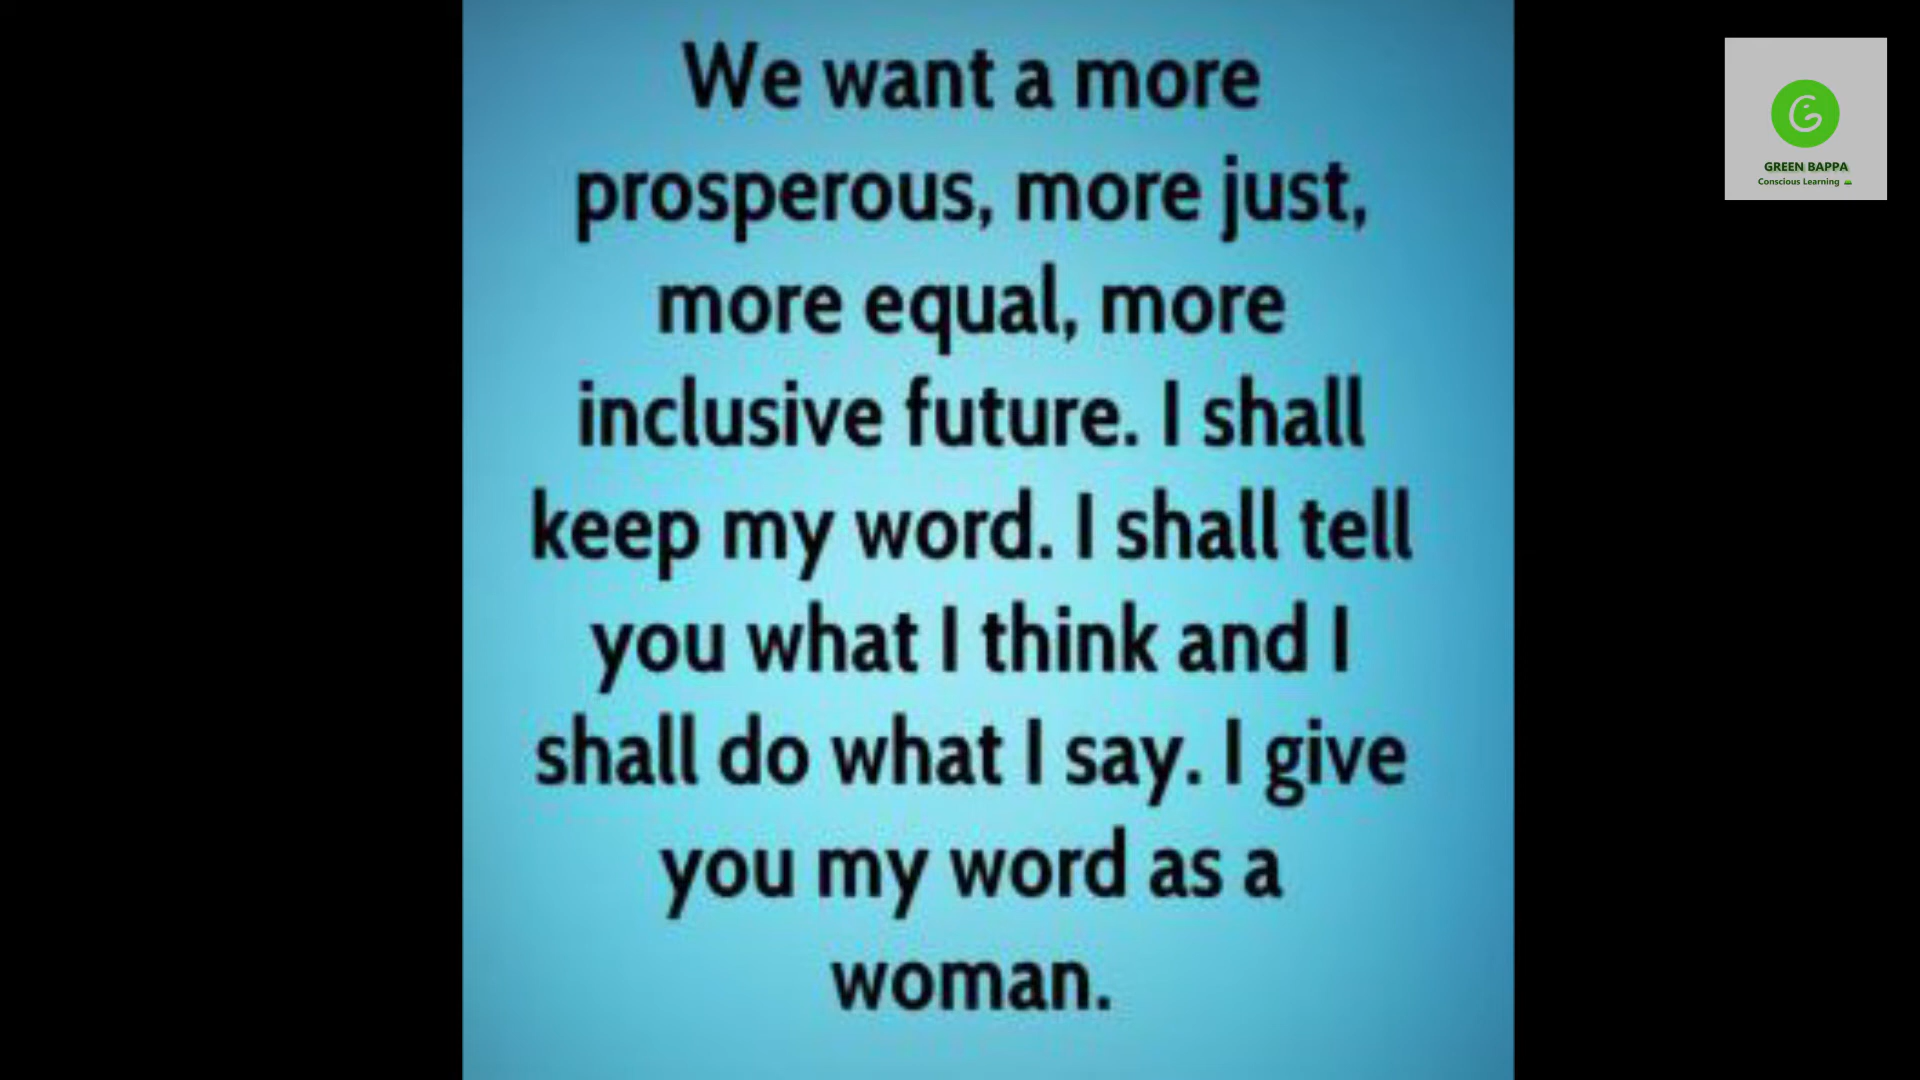 We want a more
prosperous, more just,
more equal, more
inclusive future. I shall
keep my word. I shall tell
you what I think and I
shall do what I say. I give
you my word as a
woman.
GREEN BAPPA
Conscious Learning